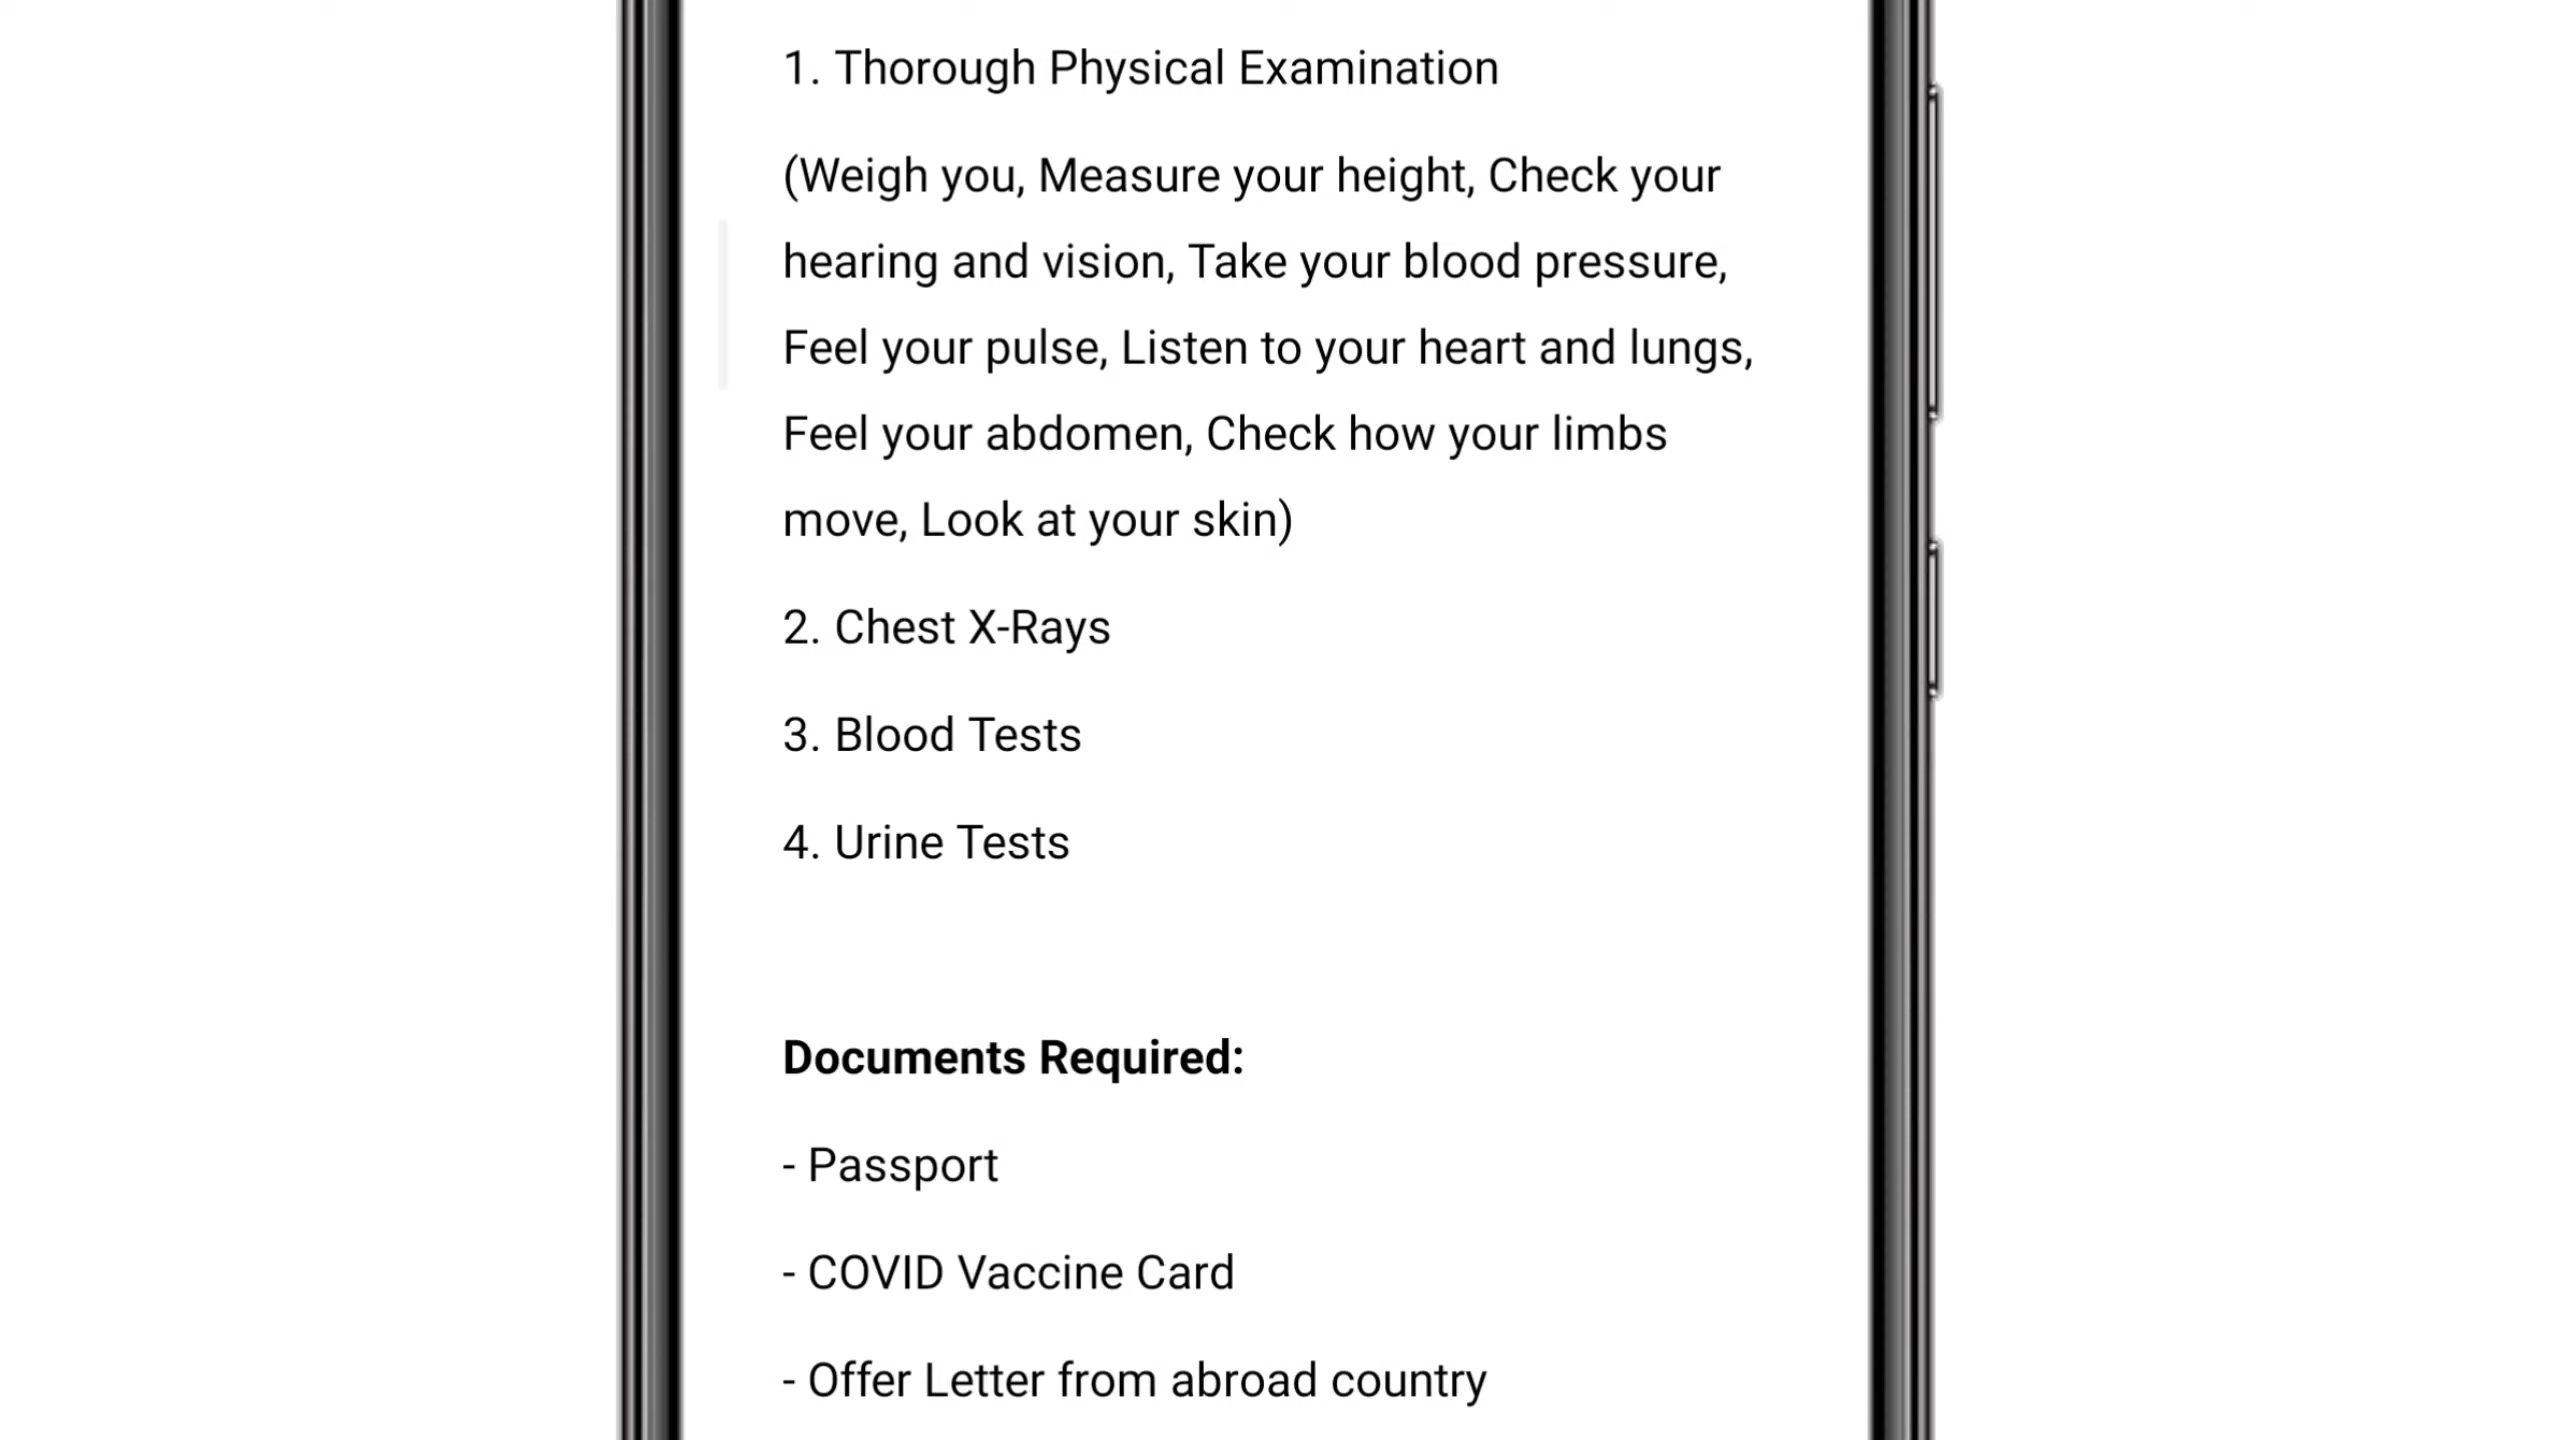 1. Thorough Physical Examination
(Weigh you, Measure your height, Check your
hearing and vision, Take your blood pressure,
Feel your pulse, Listen to your heart and lungs,
Feel your abdomen, Check how your limbs
move, Look at your skin)
2. Chest X-Rays
3. Blood Tests
4. Urine Tests
Documents Required:
- Passport
- COVID Vaccine Card
- Offer Letter from abroad country